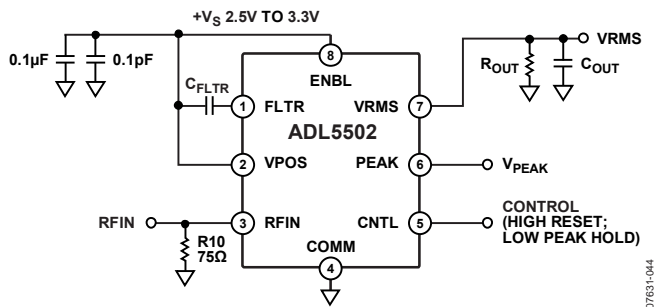 +VS 2.5V TO 3.3V
0.1µF
0.1pF
CFLTR
8
ENBL
1
FLTR
VRMS
7
ROUT
COUT
VRMS
ADL5502
2
VPOS
PEAK
6
VPEAK
RFIN
3
RFIN
CNTL
5
CONTROL
(HIGH RESET;
LOW PEAK HOLD)
R10
75Ω
COMM
4
07631-044